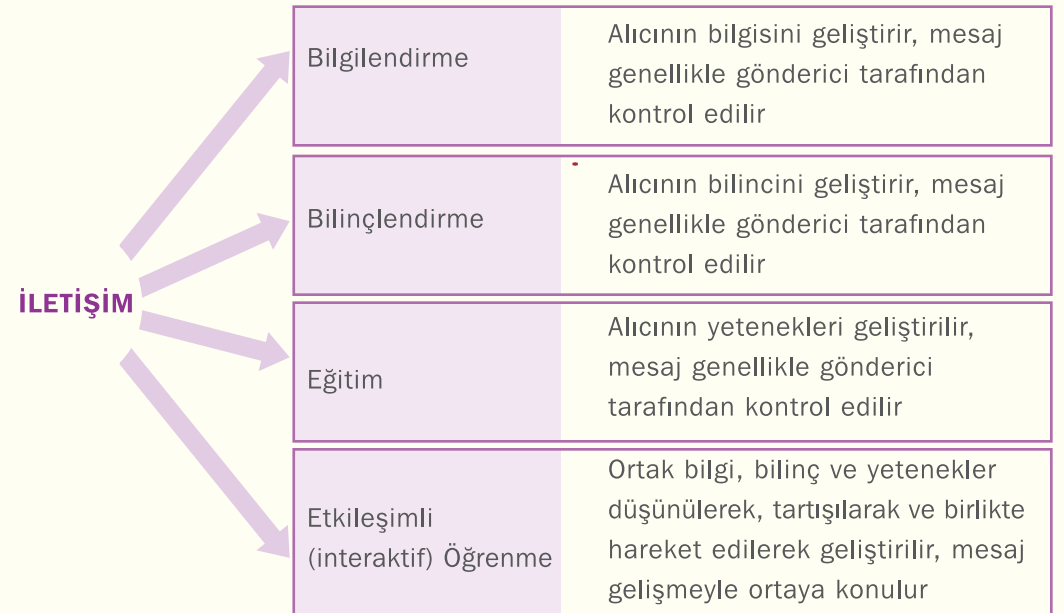 İLETİŞİM
Bilgilendirme
Alıcının bilgisini geliştirir, mesaj
genellikle gönderici tarafından
kontrol edilir
Bilinçlendirme
Alıcının bilincini geliştirir, mesaj
genellikle gönderici tarafından
kontrol edilir
Eğitim
Alıcının yetenekleri geliştirilir,
mesaj genellikle gönderici
tarafından kontrol edilir
Etkileşimli
(interaktif) Öğrenme
Ortak bilgi, bilinç ve yetenekler
düşünülerek, tartışılarak ve birlikte
hareket edilerek geliştirilir, mesaj
gelişmeyle ortaya konulur